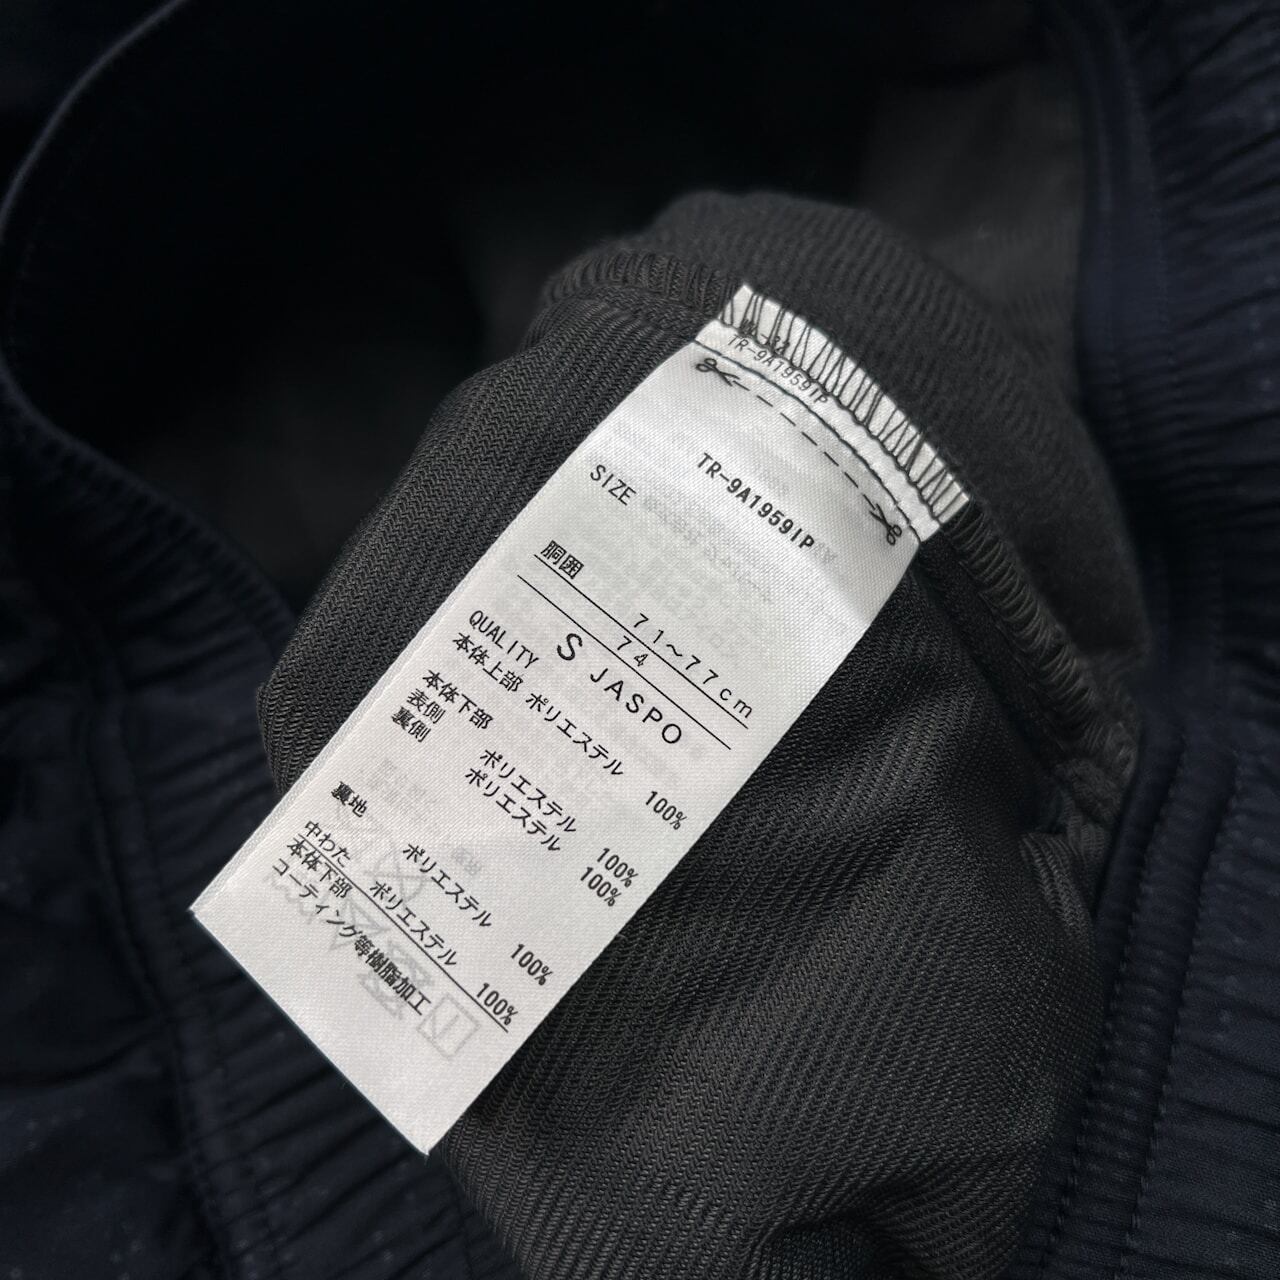 TR-9A1959IP
TR-9A1959IP
SIZE
胴囲 71～77cm
74
S JASPO
QUALITY
本体上部 ポリエステル 100%
本体下部
表側 ポリエステル 100%
裏側 ポリエステル 100%
裏地 ポリエステル 100%
中わた
本体下部 ポリエステル 100%
コーティング等樹脂加工